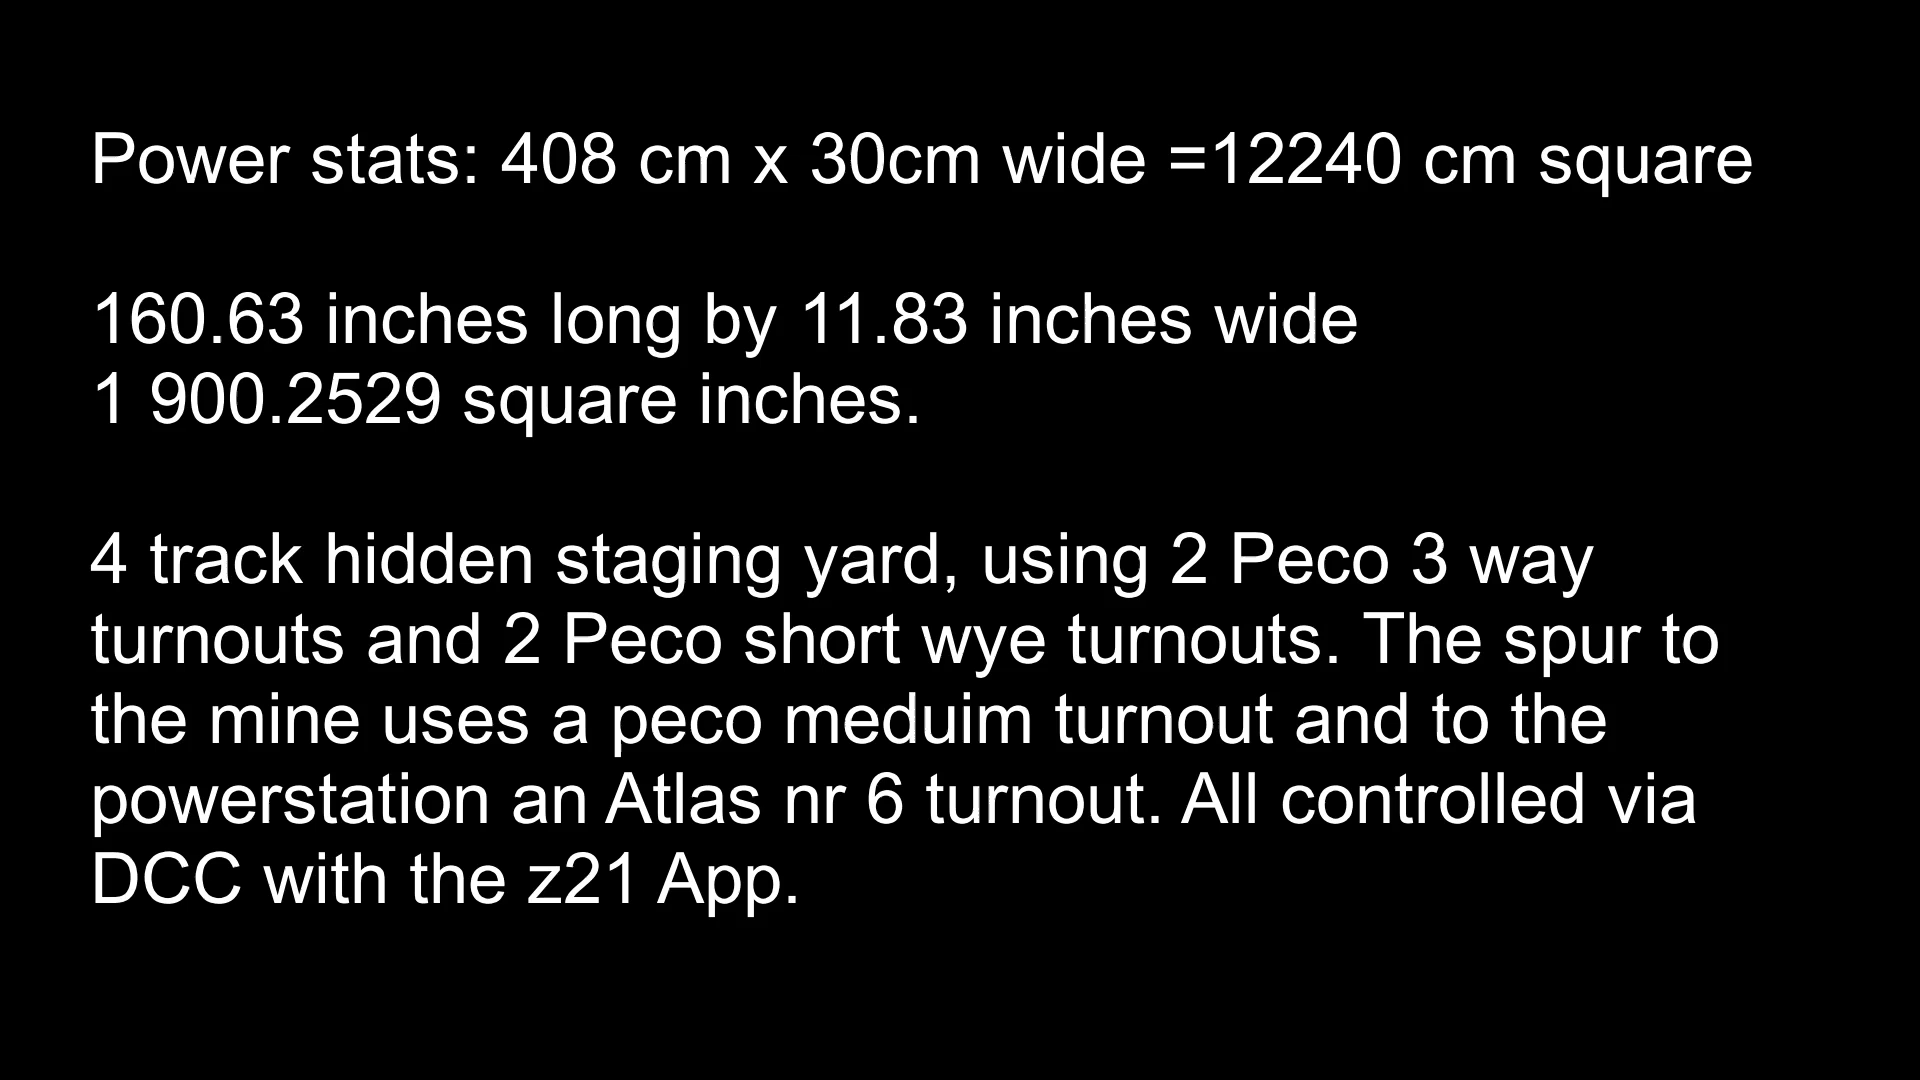 Power stats: 408 cm x 30cm wide =12240 cm square
160.63 inches long by 11.83 inches wide
1 900.2529 square inches.
4 track hidden staging yard, using 2 Peco 3 way
turnouts and 2 Peco short wye turnouts. The spur to
the mine uses a peco meduim turnout and to the
powerstation an Atlas nr 6 turnout. All controlled via
DCC with the z21 App.